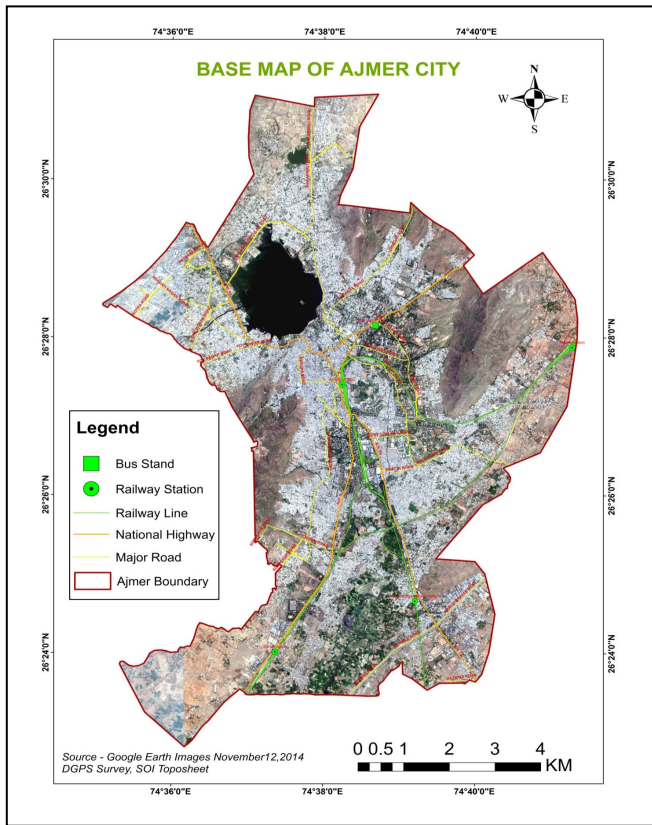 74°36'0"E 74°38'0"E 74°40'0"E
BASE MAP OF AJMER CITY
N
W E
S
26°30'0"N 26°30'0"N
26°28'0"N 26°28'0"N
26°26'0"N 26°26'0"N
26°24'0"N 26°24'0"N
Legend
Bus Stand
Railway Station
Railway Line
National Highway
Major Road
Ajmer Boundary
Source - Google Earth Images November12,2014
DGPS Survey, SOI Toposheet
0 0.5 1 2 3 4
KM
74°36'0"E 74°38'0"E 74°40'0"E